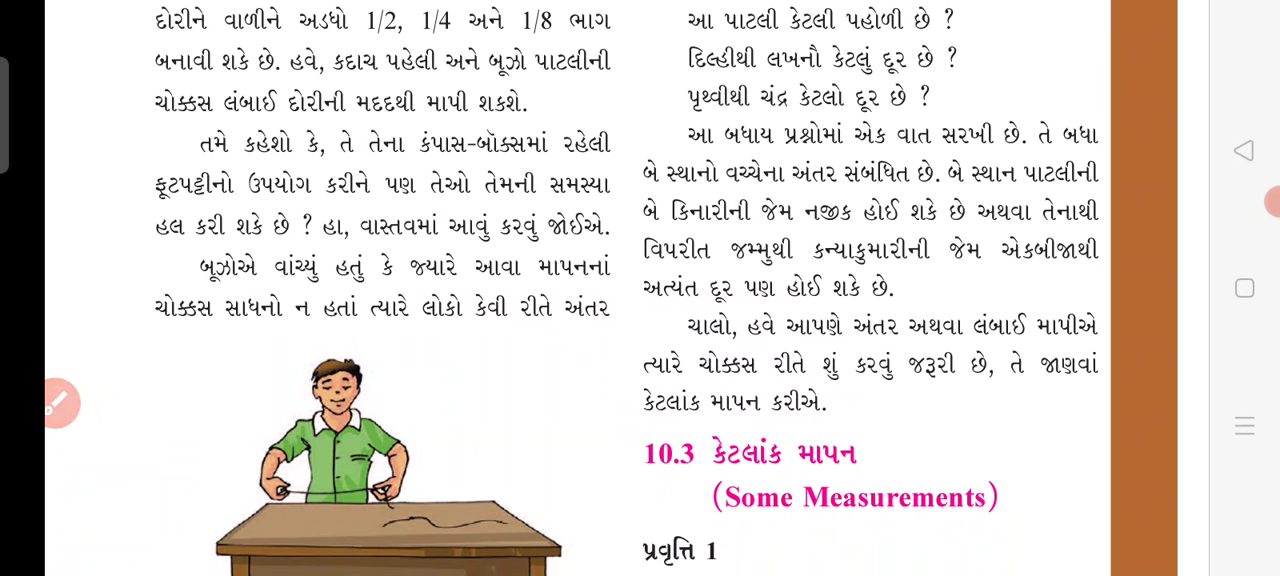 દોરીને વાળીને અડધો 1/2, 1/4 અને 1/8 ભાગ
બનાવી શકે છે. હવે, કદાચ પહેલી અને બૂઝો પાટલીની
ચોક્કસ લંબાઈ દોરીની મદદથી માપી શકશે.
તમે કહેશો કે, તે તેના કંપાસ-બૉક્સમાં રહેલી
ફૂટપટ્ટીનો ઉપયોગ કરીને પણ તેઓ તેમની સમસ્યા
હલ કરી શકે છે ? હા, વાસ્તવમાં આવું કરવું જોઈએ.
બૂઝોએ વાંચ્યું હતું કે જ્યારે આવા માપનનાં
ચોક્કસ સાધનો ન હતાં ત્યારે લોકો કેવી રીતે અંતર
આ પાટલી કેટલી પહોળી છે ?
દિલ્હીથી લખનૌ કેટલું દૂર છે ?
પૃથ્વીથી ચંદ્ર કેટલો દૂર છે ?
આ બધાય પ્રશ્નોમાં એક વાત સરખી છે. તે બધા
બે સ્થાનો વચ્ચેના અંતર સંબંધિત છે. બે સ્થાન પાટલીની
બે કિનારીની જેમ નજીક હોઈ શકે છે અથવા તેનાથી
વિપરીત જમ્મુથી કન્યાકુમારીની જેમ એકબીજાથી
અત્યંત દૂર પણ હોઈ શકે છે.
ચાલો, હવે આપણે અંતર અથવા લંબાઈ માપીએ
ત્યારે ચોક્કસ રીતે શું કરવું જરૂરી છે, તે જાણવાં
કેટલાંક માપન કરીએ.
10.3 કેટલાંક માપન
(Some Measurements)
પ્રવૃત્તિ 1